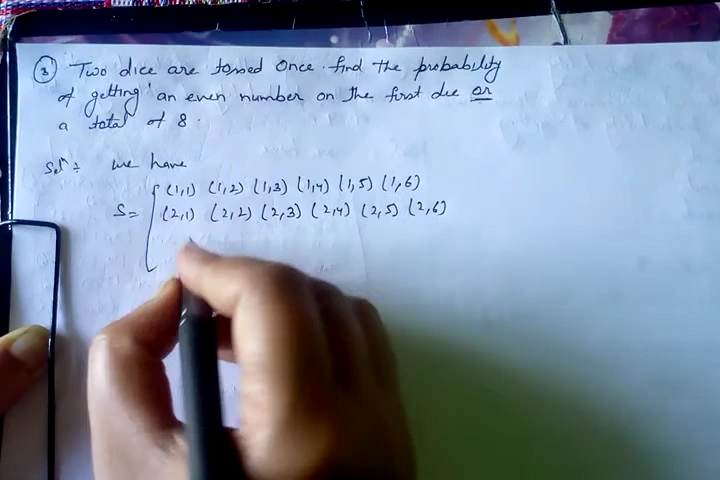 ③ Two dice are tossed once. find the probability
of getting an even number on the first die or
a total of 8.
Solⁿ: we have
S = { (1,1) (1,2) (1,3) (1,4) (1,5) (1,6)
(2,1) (2,2) (2,3) (2,4) (2,5) (2,6)